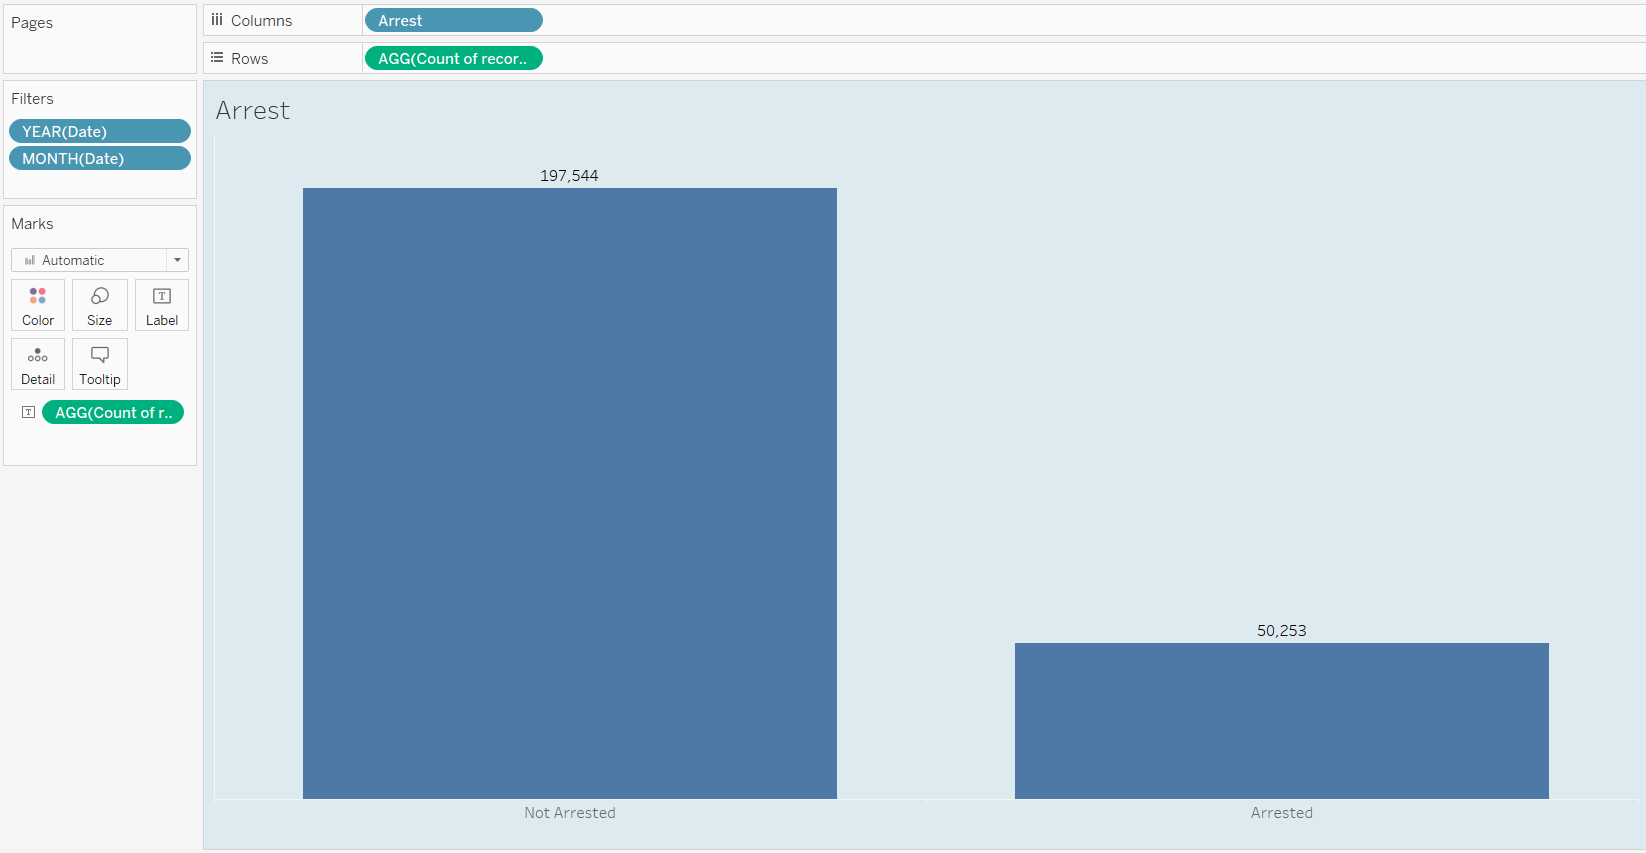 Pages
Columns
Arrest
Rows
AGG(Count of recor..
Filters
YEAR(Date)
MONTH(Date)
Marks
Automatic
Color
Size
Label
Detail
Tooltip
AGG(Count of r..
Arrest
197,544
50,253
Not Arrested
Arrested